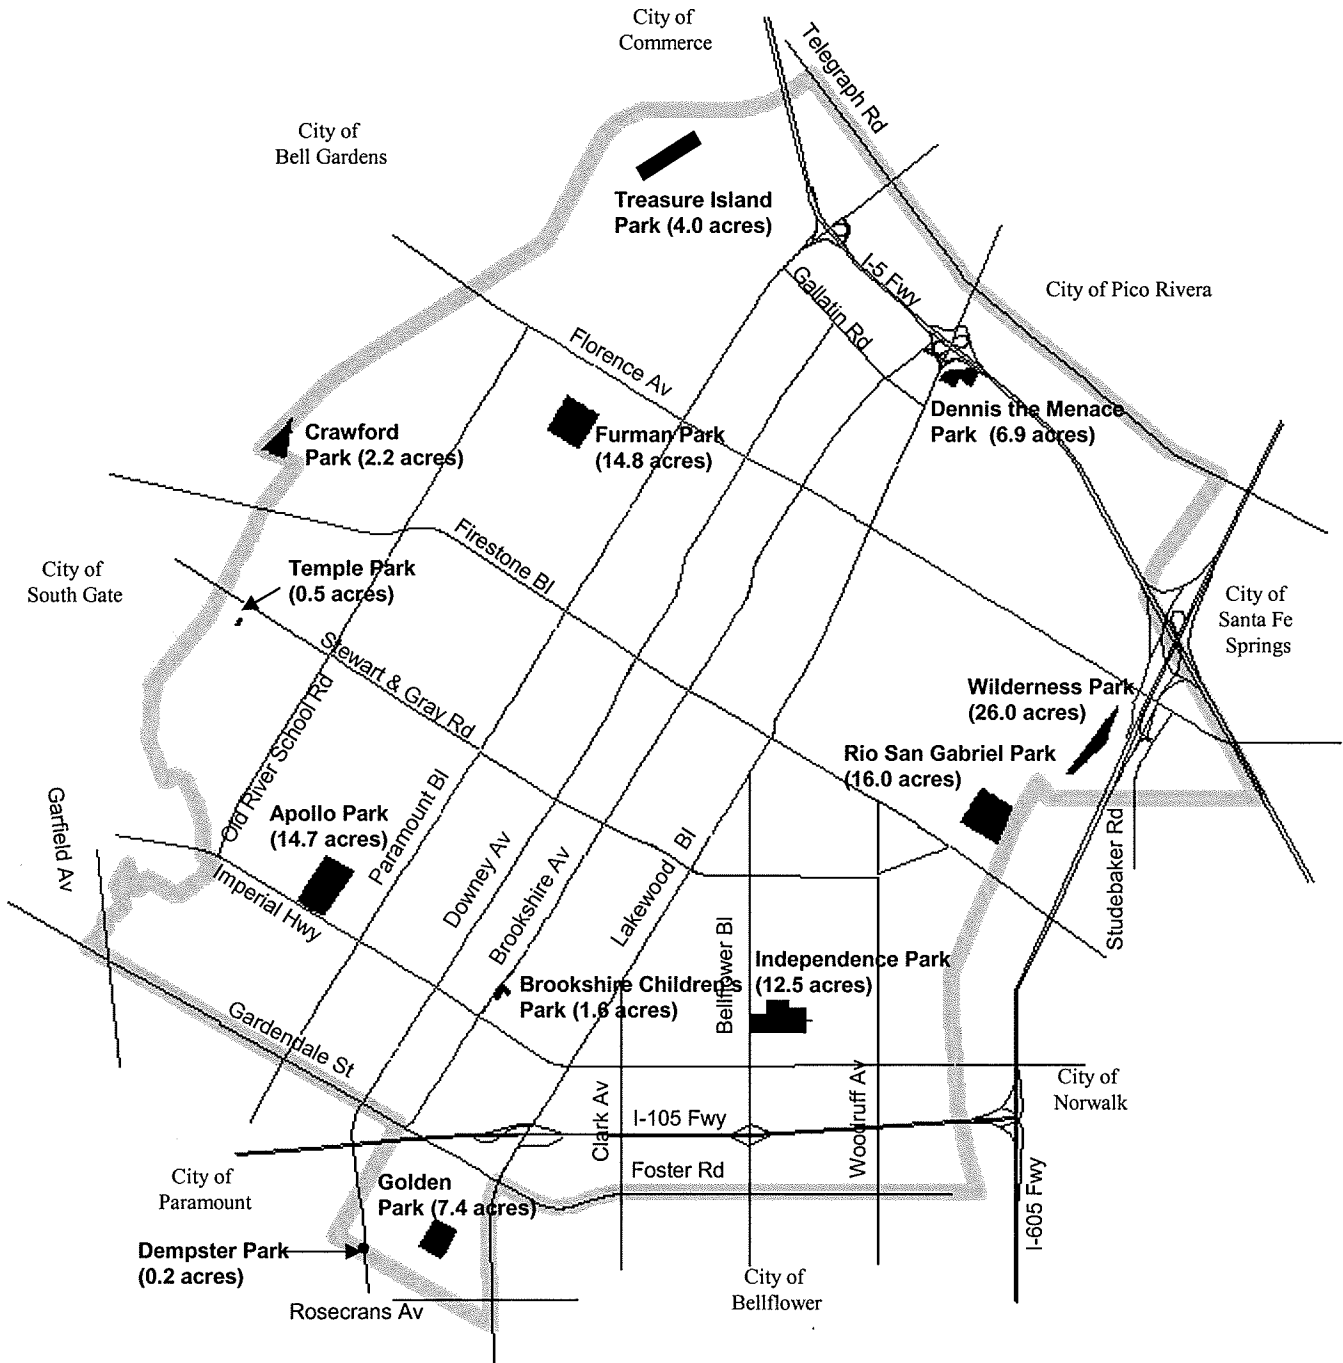 City of
Commerce
Telegraph Rd
City of
Bell Gardens
Treasure Island
Park (4.0 acres)
I-5 Fwy
Gallatin Rd
City of Pico Rivera
Florence Av
Dennis the Menace
Park (6.9 acres)
Crawford
Park (2.2 acres)
Furman Park
(14.8 acres)
Firestone Bl
City of
South Gate
Temple Park
(0.5 acres)
City of
Santa Fe
Springs
Stewart & Gray Rd
Old River School Rd
Wilderness Park
(26.0 acres)
Rio San Gabriel Park
(16.0 acres)
Garfield Av
Apollo Park
(14.7 acres)
Paramount Bl
Downey Av
Brookshire Av
Lakewood Bl
Studebaker Rd
Imperial Hwy
Bellflower Bl
Independence Park
(12.5 acres)
Brookshire Children's
Park (1.6 acres)
Gardendale St
City of
Norwalk
Clark Av
I-105 Fwy
Woodruff Av
Foster Rd
I-605 Fwy
City of
Paramount
Golden
Park (7.4 acres)
Dempster Park
(0.2 acres)
Rosecrans Av
City of
Bellflower